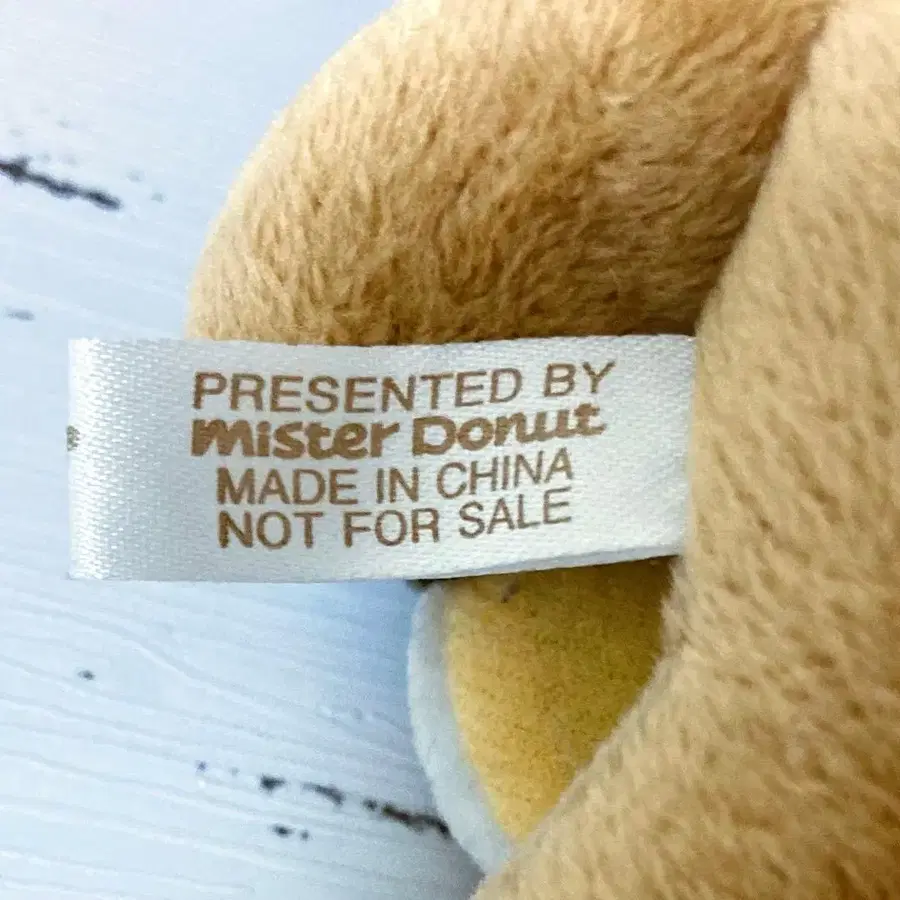 PRESENTED BY
Mister Donut
MADE IN CHINA
NOT FOR SALE